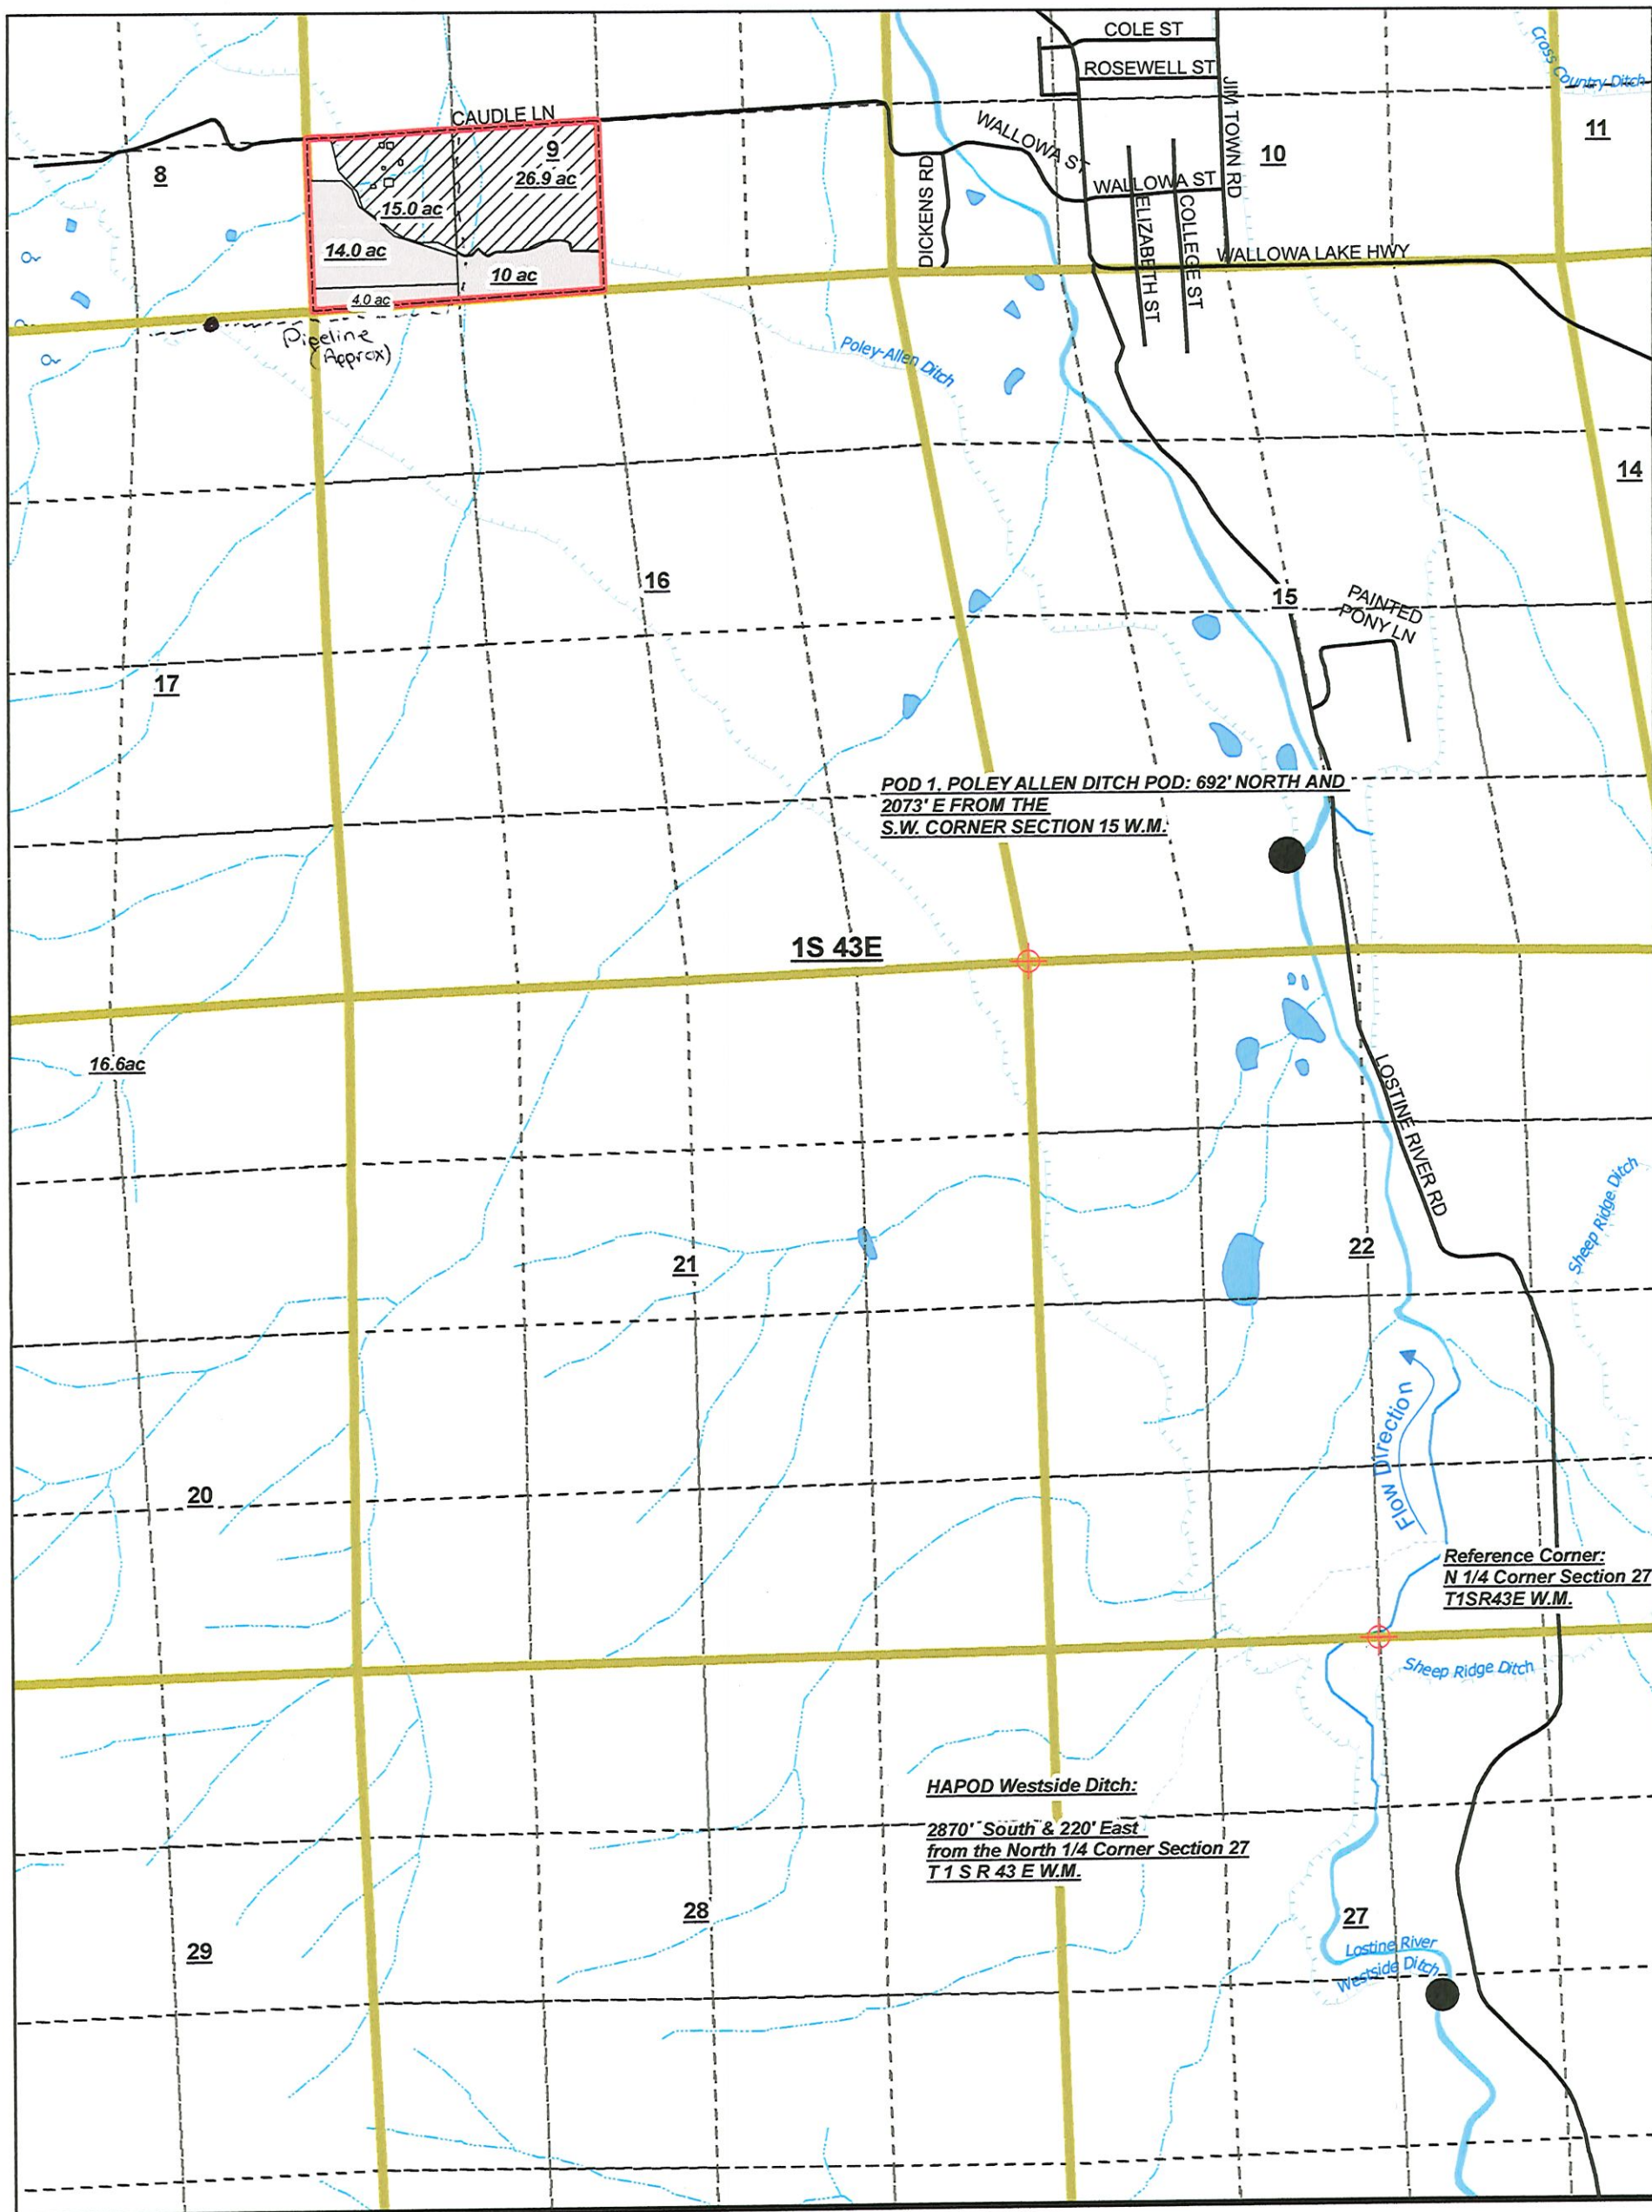 COLE ST
ROSEWELL ST
JIM TOWN RD
Cross Country Ditch
CAUDLE LN
WALLOWA ST
11
10
9
26.9 ac
8
WALLOWA ST
15.0 ac
DICKENS RD
ELIZABETH ST
COLLEGE ST
14.0 ac
WALLOWA LAKE HWY
10 ac
4.0 ac
Pipeline
(Approx)
Poley-Allen Ditch
14
16
15
PAINTED
PONY LN
17
POD 1. POLEY ALLEN DITCH POD: 692' NORTH AND
2073' E FROM THE
S.W. CORNER SECTION 15 W.M.
1S 43E
16.6ac
LOSTINE RIVER RD
Sheep Ridge Ditch
22
21
Flow Direction
20
Reference Corner:
N 1/4 Corner Section 27
T1SR43E W.M.
Sheep Ridge Ditch
HAPOD Westside Ditch:
2870' South & 220' East
from the North 1/4 Corner Section 27
T 1 S R 43 E W.M.
28
27
29
Lostine River
Westside Ditch